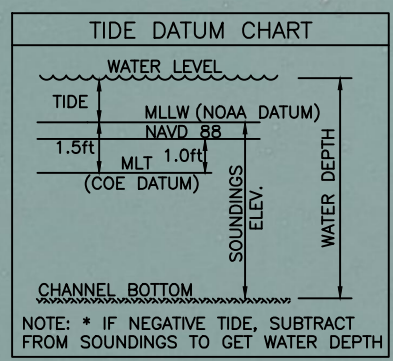 TIDE DATUM CHART
WATER LEVEL
TIDE
MLLW (NOAA DATUM)
NAVD 88
1.5ft
1.0ft
MLT
(COE DATUM)
SOUNDINGS
ELEV.
WATER DEPTH
CHANNEL BOTTOM
NOTE: * IF NEGATIVE TIDE, SUBTRACT
FROM SOUNDINGS TO GET WATER DEPTH